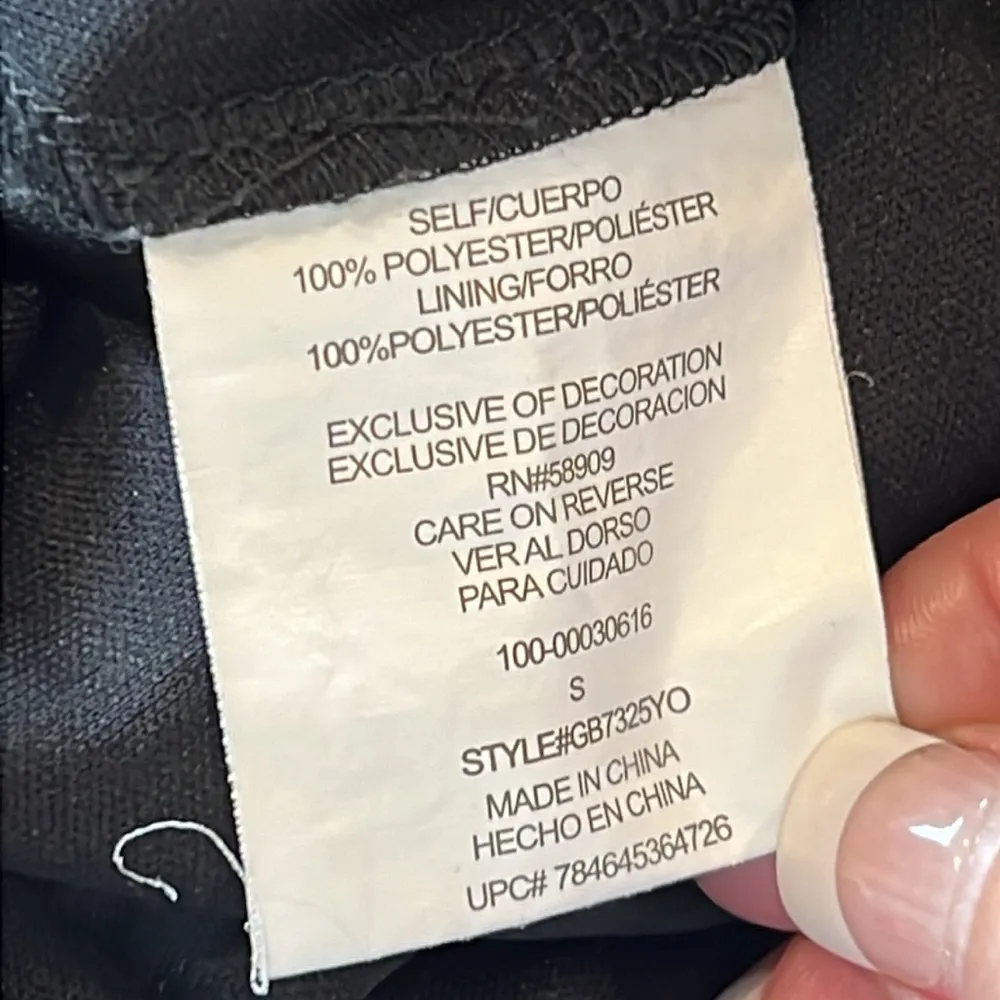 SELF/CUERPO
100% POLYESTER/POLIÉSTER
LINING/FORRO
100%POLYESTER/POLIÉSTER
EXCLUSIVE OF DECORATION
EXCLUSIVE DE DECORACION
RN#58909
CARE ON REVERSE
VER AL DORSO
PARA CUIDADO
100-00030616
S
STYLE#GB7325YO
MADE IN CHINA
HECHO EN CHINA
UPC# 784645364726